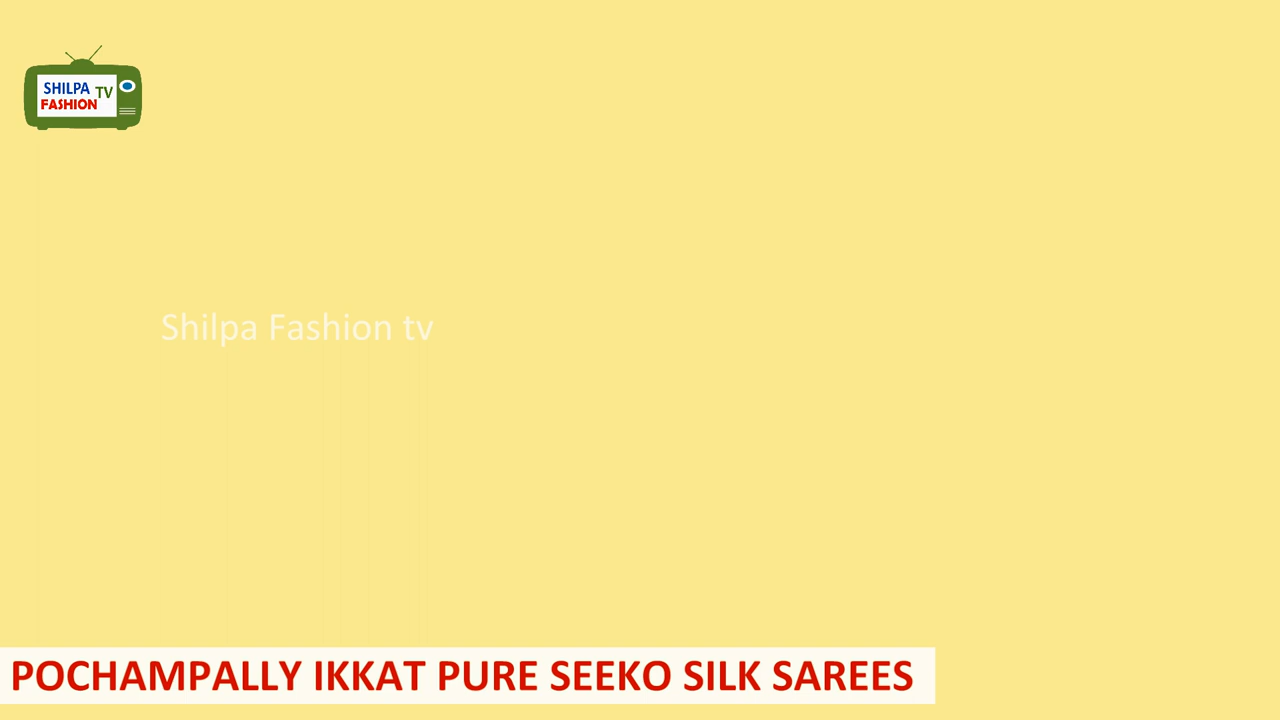 SHILPA TV
FASHION
Shilpa Fashion tv
POCHAMPALLY IKKAT PURE SEEKO SILK SAREES